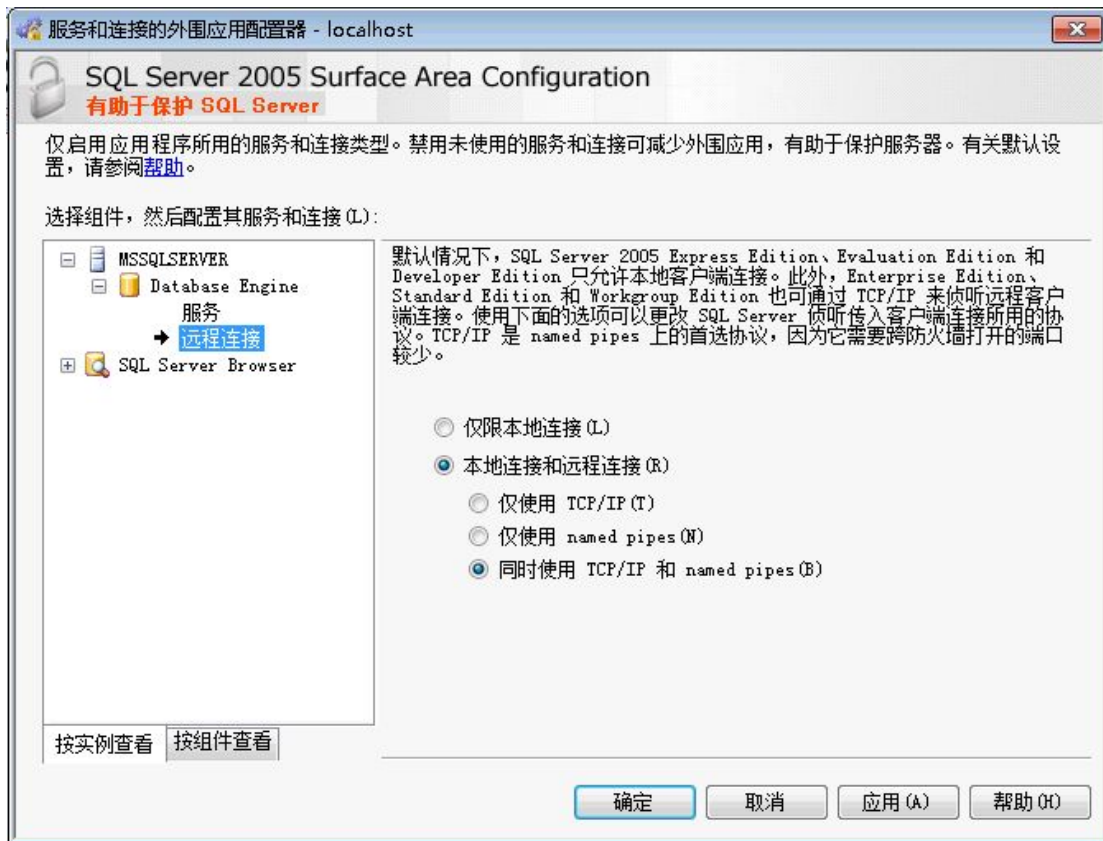 服务和连接的外围应用配置器 - localhost
SQL Server 2005 Surface Area Configuration
有助于保护 SQL Server
仅启用应用程序所用的服务和连接类型。禁用未使用的服务和连接可减少外围应用，有助于保护服务器。有关默认设
置，请参阅帮助。
选择组件，然后配置其服务和连接(L):
MSSQLSERVER
Database Engine
服务
远程连接
SQL Server Browser
按实例查看
按组件查看
默认情况下，SQL Server 2005 Express Edition、Evaluation Edition 和
Developer Edition 只允许本地客户端连接。此外，Enterprise Edition、
Standard Edition 和 Workgroup Edition 也可通过 TCP/IP 来侦听远程客户
端连接。使用下面的选项可以更改 SQL Server 侦听传入客户端连接所用的协
议。TCP/IP 是 named pipes 上的首选协议，因为它需要跨防火墙打开的端口
较少。
仅限本地连接(L)
本地连接和远程连接(R)
仅使用 TCP/IP(T)
仅使用 named pipes(N)
同时使用 TCP/IP 和 named pipes(B)
确定
取消
应用(A)
帮助(H)